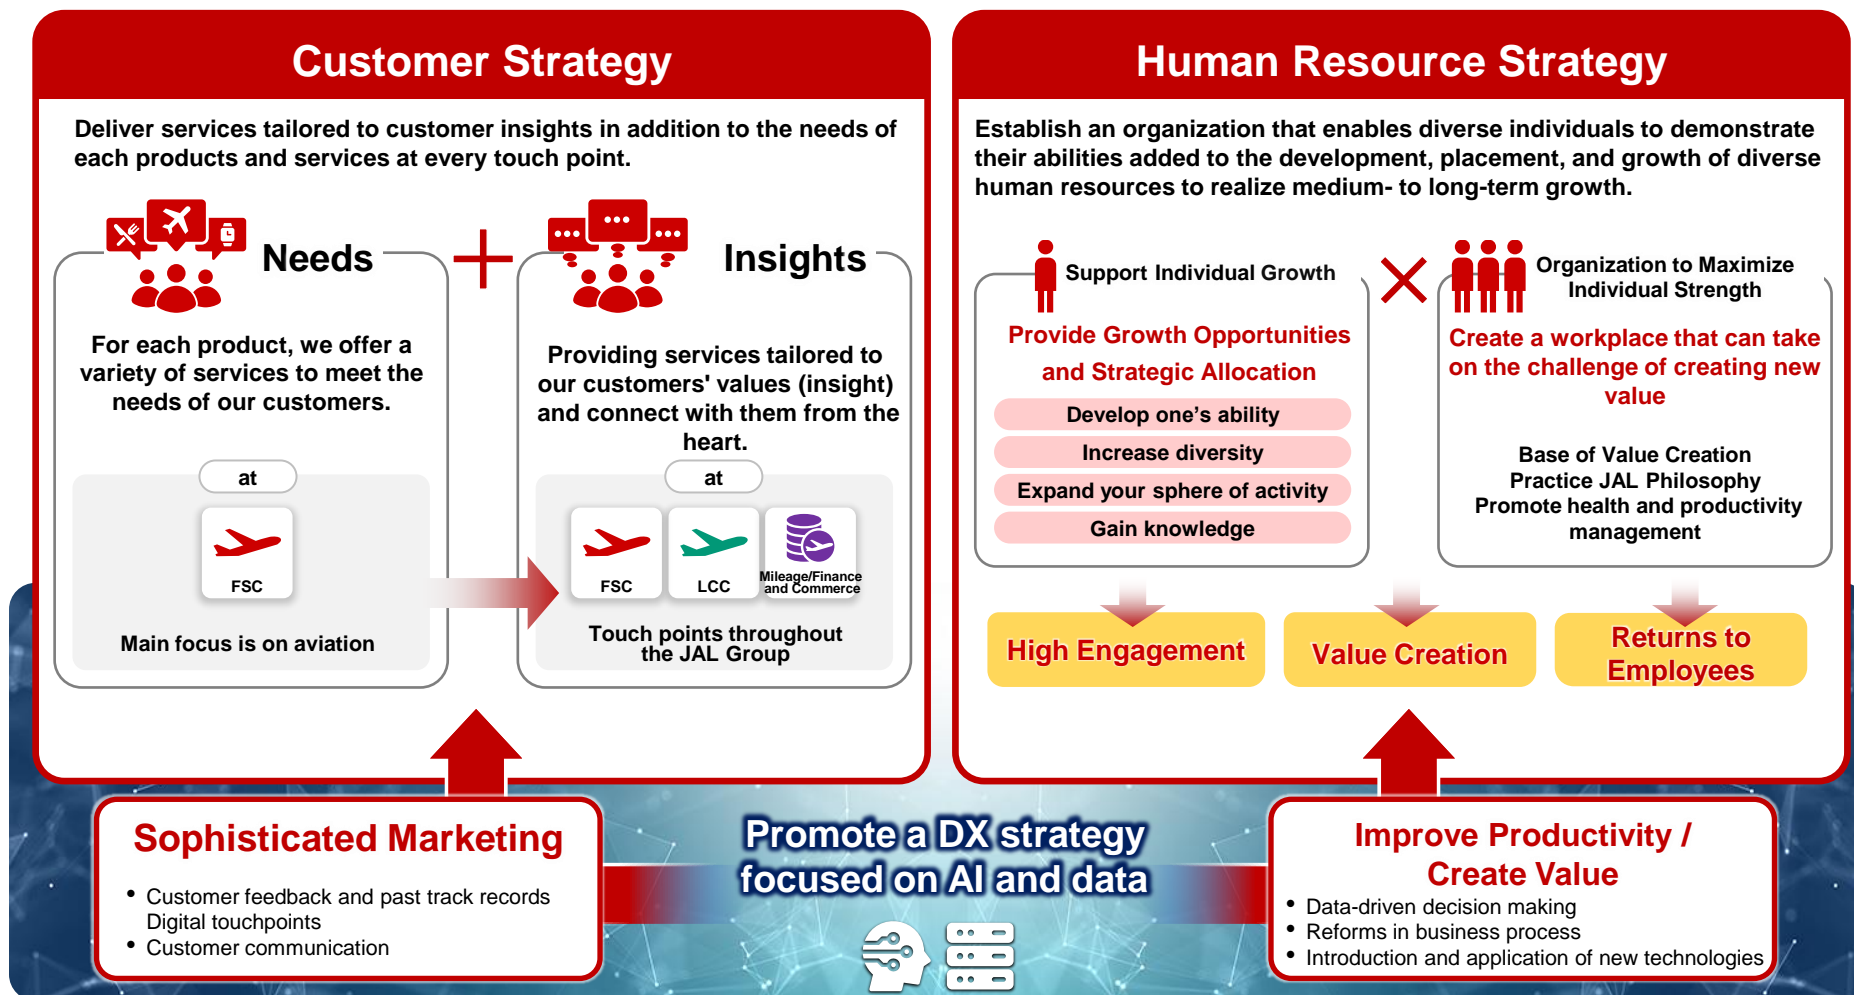 Customer Strategy
Deliver services tailored to customer insights in addition to the needs of
each products and services at every touch point.
Needs
For each product, we offer a
variety of services to meet the
needs of our customers.
at
FSC
Main focus is on aviation
Insights
Providing services tailored to
our customers' values (insight)
and connect with them from the
heart.
at
FSC
LCC
Mileage/Finance
and Commerce
Touch points throughout
the JAL Group
Human Resource Strategy
Establish an organization that enables diverse individuals to demonstrate
their abilities added to the development, placement, and growth of diverse
human resources to realize medium- to long-term growth.
Support Individual Growth
Provide Growth Opportunities
and Strategic Allocation
Develop one’s ability
Increase diversity
Expand your sphere of activity
Gain knowledge
Organization to Maximize
Individual Strength
Create a workplace that can take
on the challenge of creating new
value
Base of Value Creation
Practice JAL Philosophy
Promote health and productivity
management
High Engagement
Value Creation
Returns to
Employees
Sophisticated Marketing
• Customer feedback and past track records
Digital touchpoints
• Customer communication
Promote a DX strategy
focused on AI and data
Improve Productivity /
Create Value
• Data-driven decision making
• Reforms in business process
• Introduction and application of new technologies